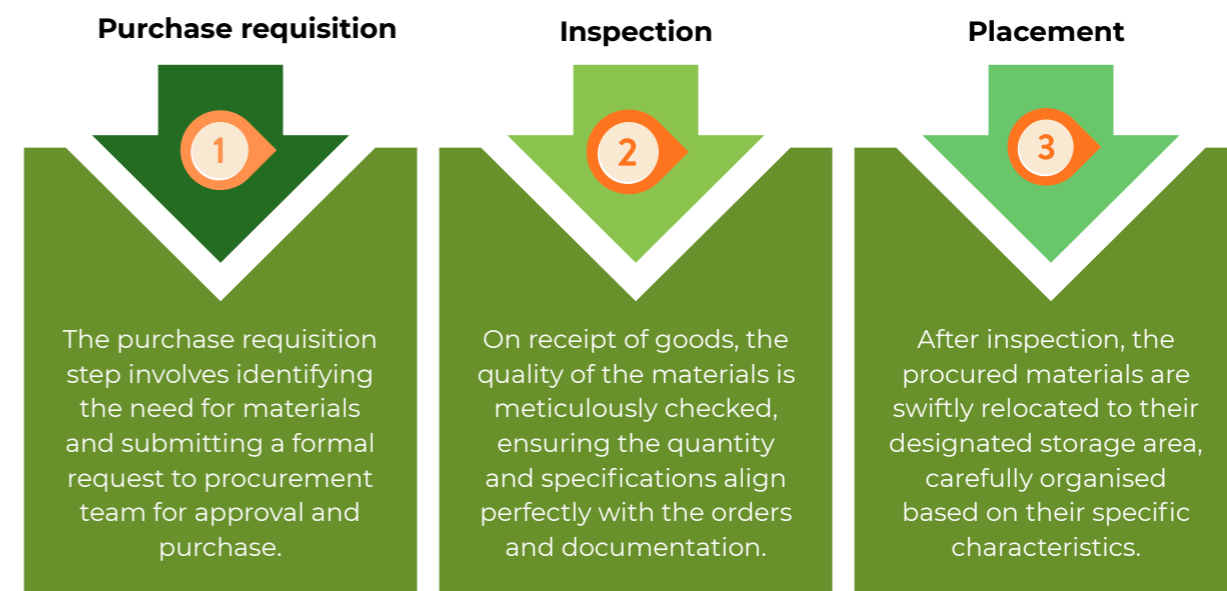 Purchase requisition
1
The purchase requisition
step involves identifying
the need for materials
and submitting a formal
request to procurement
team for approval and
purchase.
Inspection
2
On receipt of goods, the
quality of the materials is
meticulously checked,
ensuring the quantity
and specifications align
perfectly with the orders
and documentation.
Placement
3
After inspection, the
procured materials are
swiftly relocated to their
designated storage area,
carefully organised
based on their specific
characteristics.